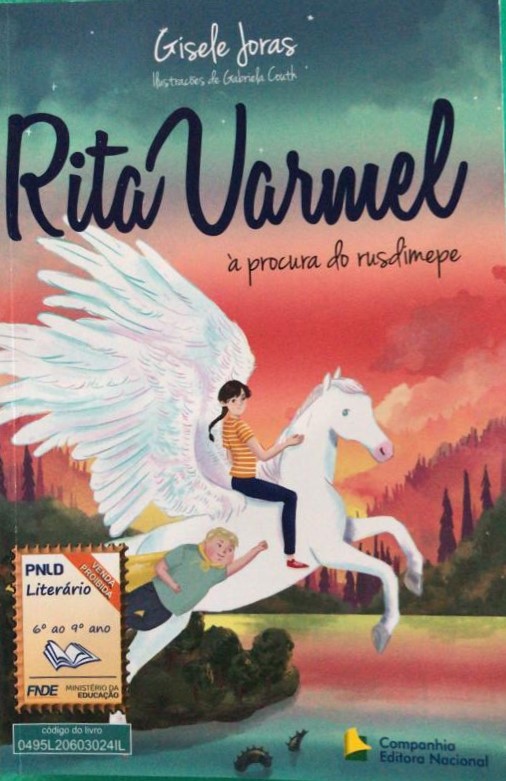 Gisele Joras
Ilustrações de Gabriela Couth
Rita Varmel
à procura do rusdimepe
PNLD
Literário
VENDA
PROIBIDA
6º ao 9º ano
FNDE MINISTÉRIO DA
EDUCAÇÃO
código do livro
0495L20603024IL
Companhia
Editora Nacional